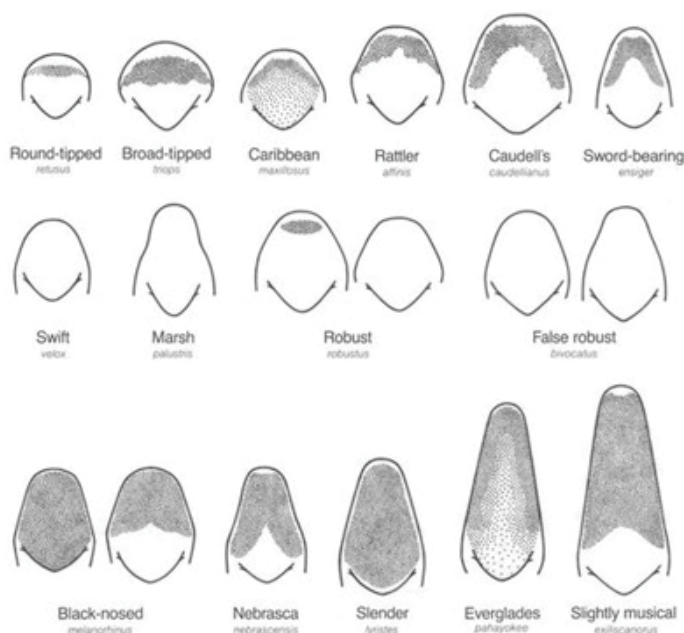 Round-tipped Broad-tipped Caribbean Rattler Caudell's Sword-bearing
retusus triops maxillosus affinis caudellianus ensiger
Swift Marsh Robust False robust
velox palustris robustus bivocatus
Black-nosed Nebrasca Slender Everglades Slightly musical
melanorhinus nebrascensis lyristes pahayokee exiliscanorus